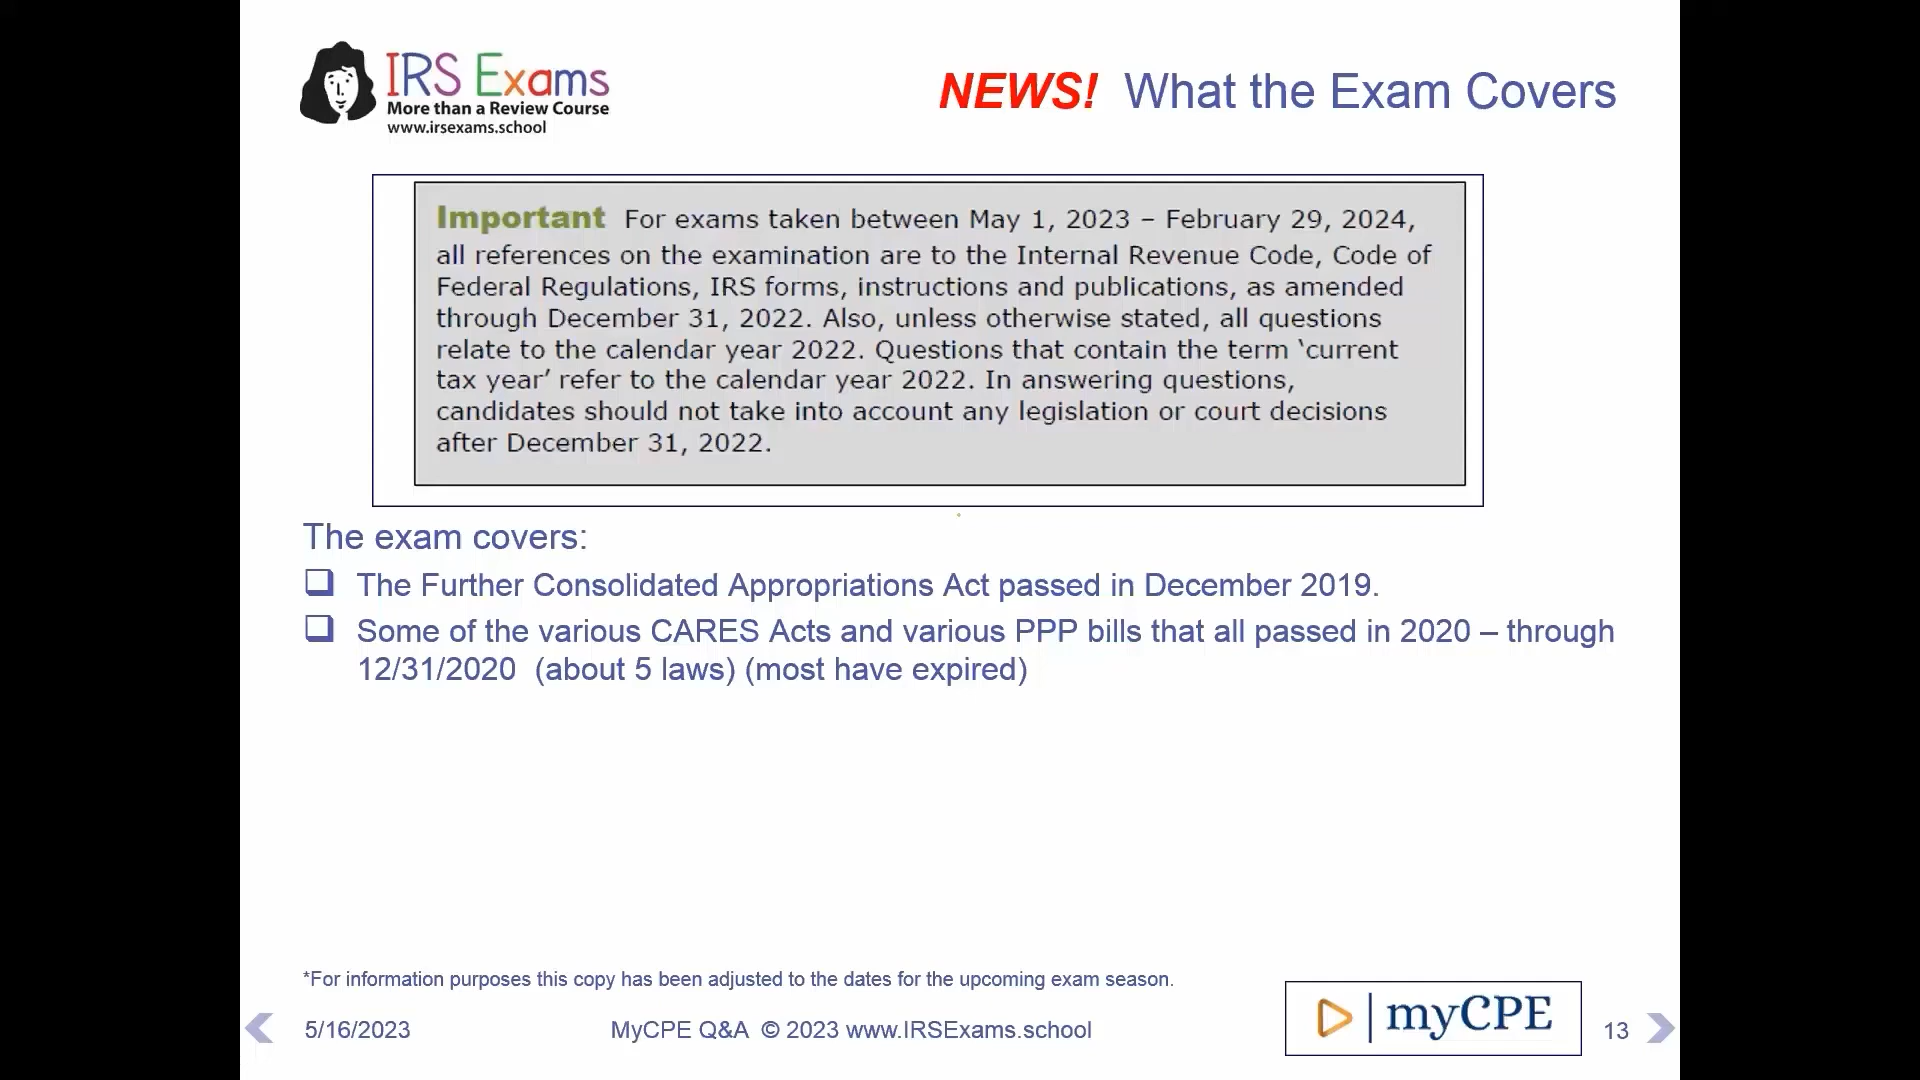 IRS Exams
More than a Review Course
www.irsexams.school
NEWS! What the Exam Covers
Important For exams taken between May 1, 2023 – February 29, 2024,
all references on the examination are to the Internal Revenue Code, Code of
Federal Regulations, IRS forms, instructions and publications, as amended
through December 31, 2022. Also, unless otherwise stated, all questions
relate to the calendar year 2022. Questions that contain the term ‘current
tax year’ refer to the calendar year 2022. In answering questions,
candidates should not take into account any legislation or court decisions
after December 31, 2022.
The exam covers:
The Further Consolidated Appropriations Act passed in December 2019.
Some of the various CARES Acts and various PPP bills that all passed in 2020 – through
12/31/2020 (about 5 laws) (most have expired)
*For information purposes this copy has been adjusted to the dates for the upcoming exam season.
5/16/2023
MyCPE Q&A © 2023 www.IRSExams.school
myCPE
13